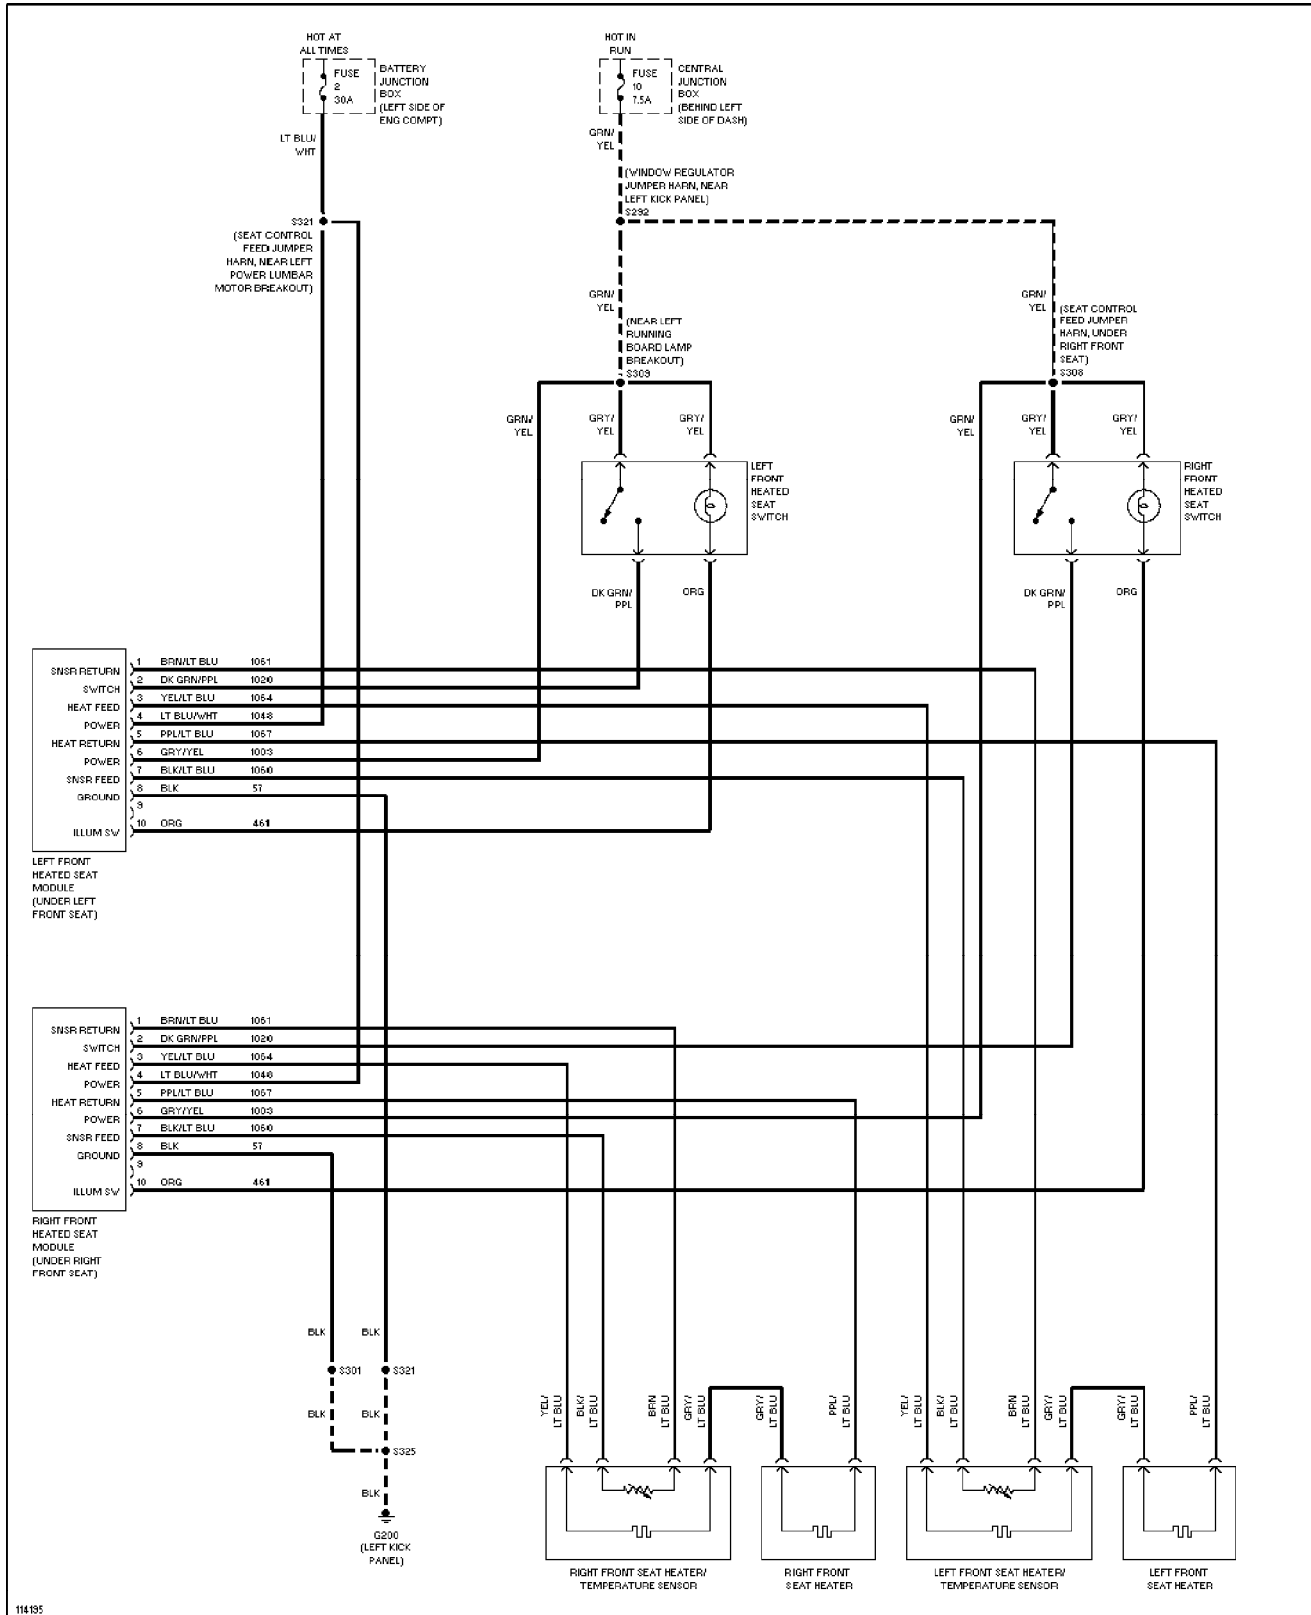 HOT AT
ALL TIMES
FUSE
2
30A
BATTERY
JUNCTION
BOX
(LEFT SIDE OF
ENG COMPT)
HOT IN
RUN
FUSE
10
7.5A
CENTRAL
JUNCTION
BOX
(BEHIND LEFT
SIDE OF DASH)
LT BLU/
WHT
GRN/
YEL
(WINDOW REGULATOR
JUMPER HARN, NEAR
LEFT KICK PANEL)
S292
S321
(SEAT CONTROL
FEED JUMPER
HARN, NEAR LEFT
POWER LUMBAR
MOTOR BREAKOUT)
GRN/
YEL
(NEAR LEFT
RUNNING
BOARD LAMP
BREAKOUT)
S309
GRN/
YEL
(SEAT CONTROL
FEED JUMPER
HARN, UNDER
RIGHT FRONT
SEAT)
S308
GRN/
YEL
GRY/
YEL
GRY/
YEL
GRN/
YEL
GRY/
YEL
GRY/
YEL
LEFT
FRONT
HEATED
SEAT
SWITCH
RIGHT
FRONT
HEATED
SEAT
SWITCH
DK GRN/
PPL
ORG
DK GRN/
PPL
ORG
SNSR RETURN 1 BRN/LT BLU 1061
SWITCH 2 DK GRN/PPL 1020
HEAT FEED 3 YEL/LT BLU 1064
POWER 4 LT BLU/WHT 1048
HEAT RETURN 5 PPL/LT BLU 1067
POWER 6 GRY/YEL 1003
SNSR FEED 7 BLK/LT BLU 1060
GROUND 8 BLK 57
9
ILLUM SW 10 ORG 461
LEFT FRONT
HEATED SEAT
MODULE
(UNDER LEFT
FRONT SEAT)
SNSR RETURN 1 BRN/LT BLU 1061
SWITCH 2 DK GRN/PPL 1020
HEAT FEED 3 YEL/LT BLU 1064
POWER 4 LT BLU/WHT 1048
HEAT RETURN 5 PPL/LT BLU 1067
POWER 6 GRY/YEL 1003
SNSR FEED 7 BLK/LT BLU 1060
GROUND 8 BLK 57
9
ILLUM SW 10 ORG 461
RIGHT FRONT
HEATED SEAT
MODULE
(UNDER RIGHT
FRONT SEAT)
BLK
BLK
S301
S321
BLK
BLK
S325
BLK
G200
(LEFT KICK
PANEL)
YEL/
LT BLU
BLK/
LT BLU
BRN
LT BLU
GRY/
LT BLU
GRY/
LT BLU
PPL/
LT BLU
YEL/
LT BLU
BLK/
LT BLU
BRN
LT BLU
GRY/
LT BLU
GRY/
LT BLU
PPL/
LT BLU
RIGHT FRONT SEAT HEATER/
TEMPERATURE SENSOR
RIGHT FRONT
SEAT HEATER
LEFT FRONT SEAT HEATER/
TEMPERATURE SENSOR
LEFT FRONT
SEAT HEATER
114195